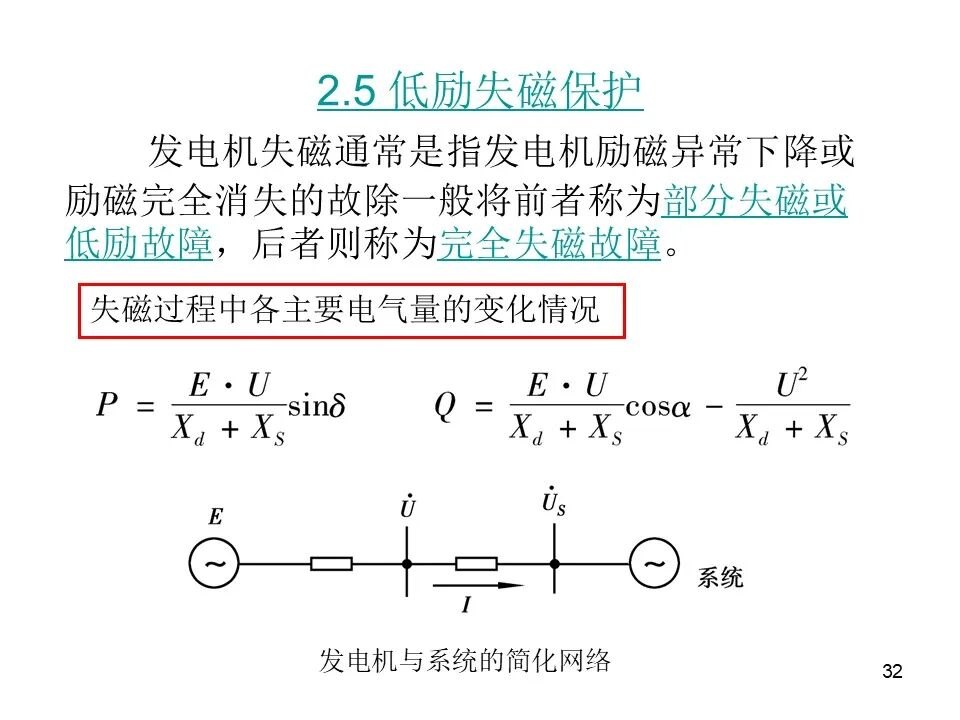 2.5 低励失磁保护
发电机失磁通常是指发电机励磁异常下降或
励磁完全消失的故除一般将前者称为部分失磁或
低励故障，后者则称为完全失磁故障。
失磁过程中各主要电气量的变化情况
P = \frac{E · U}{X_d + X_S} sinδ    Q = \frac{E · U}{X_d + X_S} cosα − \frac{U^2}{X_d + X_S}
E U̇ U̇_S
~ ~ 系统
I
发电机与系统的简化网络
32